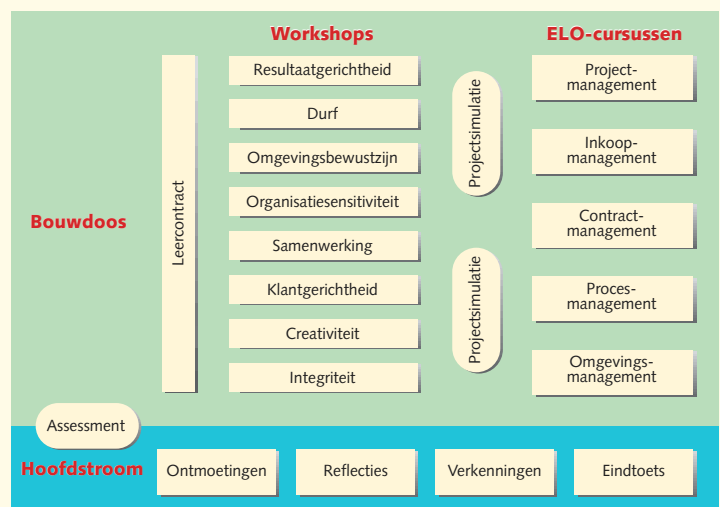 Workshops
ELO-cursussen
Bouwdoos
Leercontract
Resultaatgerichtheid
Durf
Omgevingsbewustzijn
Organisatiesensitiviteit
Samenwerking
Klantgerichtheid
Creativiteit
Integriteit
Projectsimulatie
Projectsimulatie
Project-
management
Inkoop-
management
Contract-
management
Proces-
management
Omgevings-
management
Assessment
Hoofdstroom
Ontmoetingen
Reflecties
Verkenningen
Eindtoets